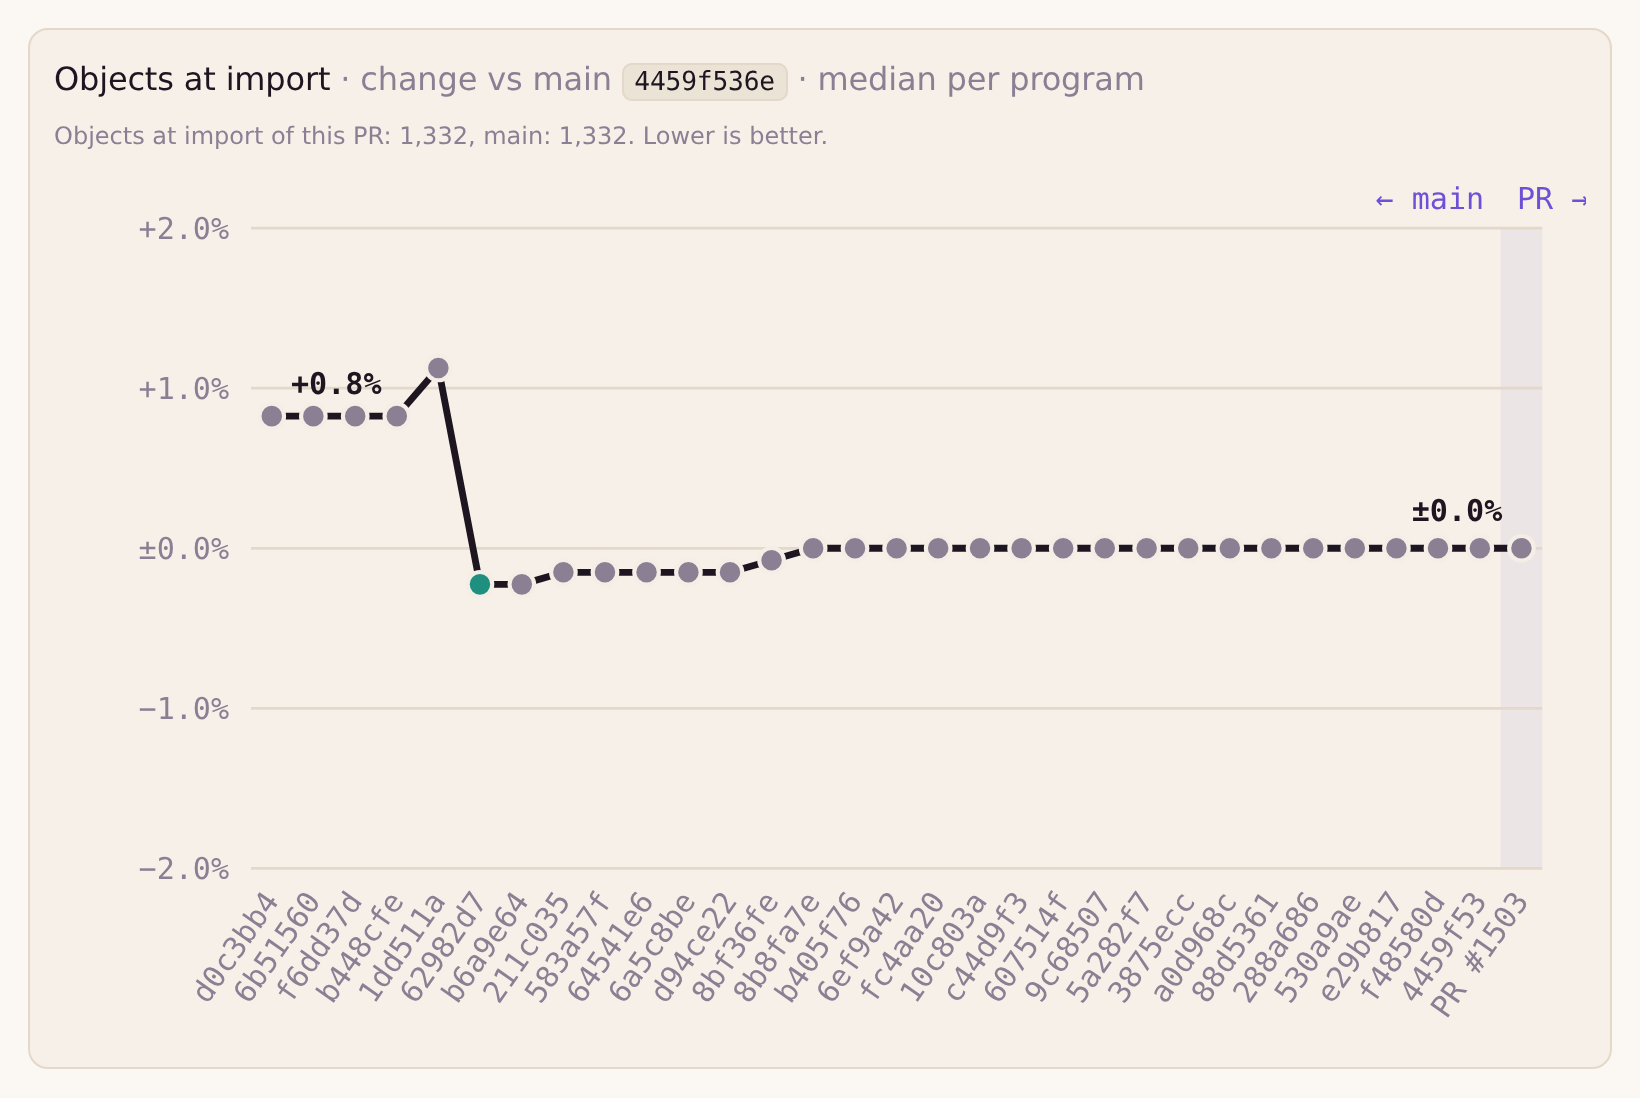 Objects at import · change vs main 4459f536e · median per program
Objects at import of this PR: 1,332, main: 1,332. Lower is better.
← main PR →
+2.0%
+1.0%
±0.0%
−1.0%
−2.0%
+0.8%
±0.0%
d0c3bb4
6b51560
f6dd37d
b448cfe
1dd511a
62982d7
b6a9e64
211c035
583a57f
64541e6
6a5c8be
d94ce22
8bf36fe
8b8fa7e
b405f76
6ef9a42
fc4aa20
10c803a
c44d9f3
607514f
9c68507
5a282f7
3875ecc
a0d968c
88d5361
288a686
530a9ae
e29b817
f48580d
4459f53
PR #1503